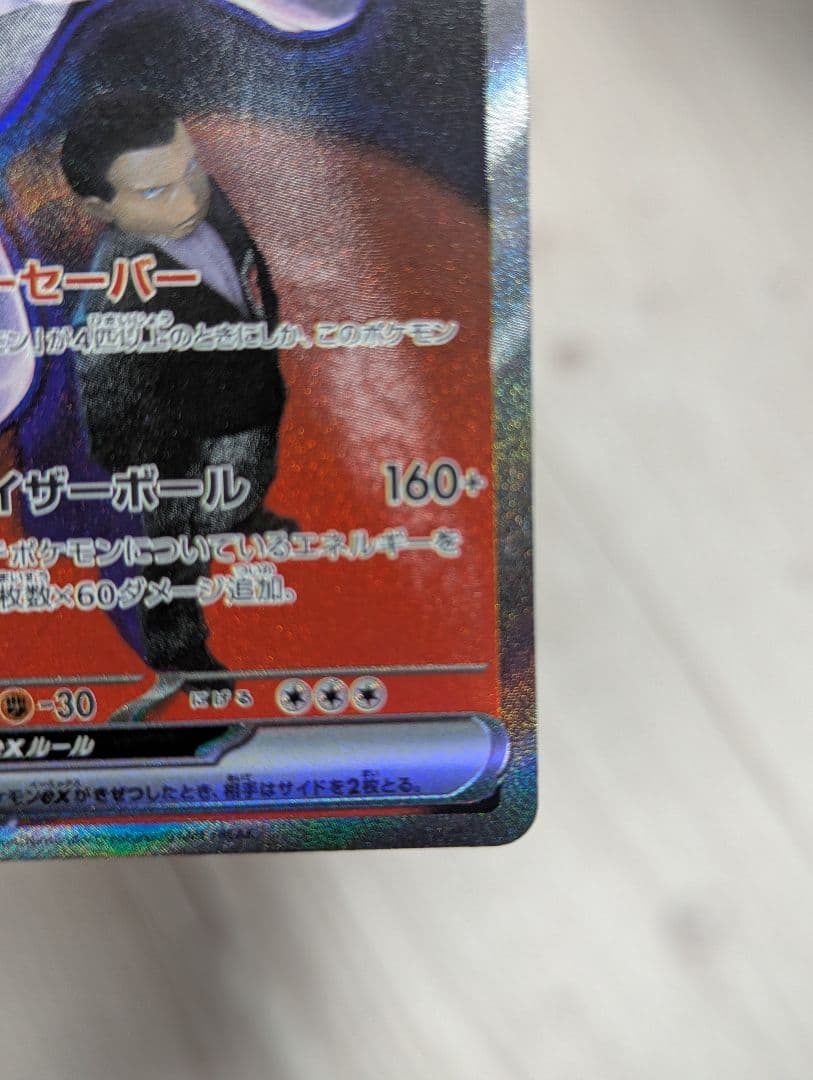 ーセーバー
モン」が4匹以上のときにしか、このポケモン
イザーボール 160+
ポケモンについているエネルギーを
枚数×60ダメージ追加。
-30 にげる
exルール
ケモンexがきぜつしたとき、相手はサイドを2枚とる。